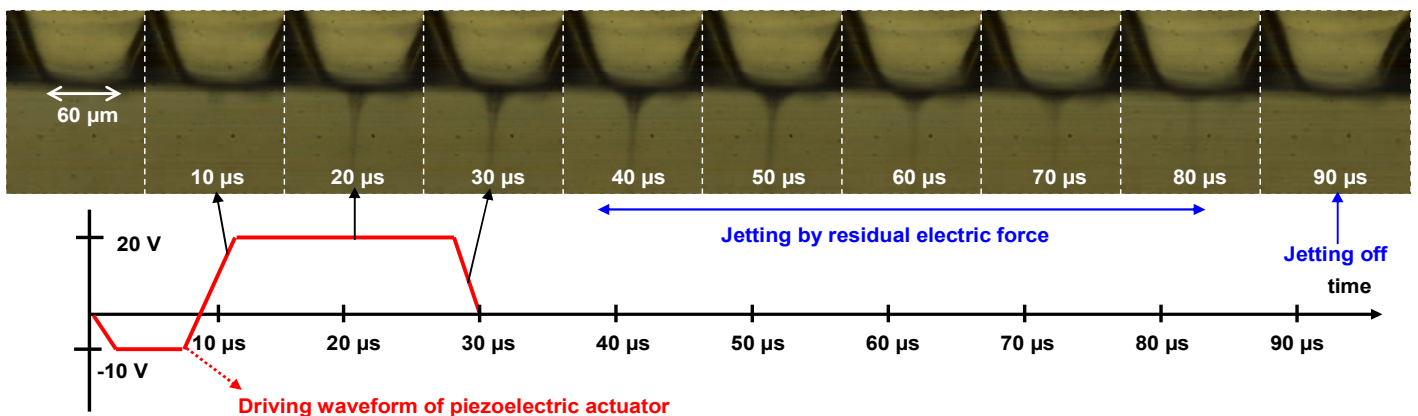 60 µm
10 µs 20 µs 30 µs 40 µs 50 µs 60 µs 70 µs 80 µs 90 µs
20 V
Jetting by residual electric force
Jetting off
time
10 µs 20 µs 30 µs 40 µs 50 µs 60 µs 70 µs 80 µs 90 µs
-10 V
Driving waveform of piezoelectric actuator